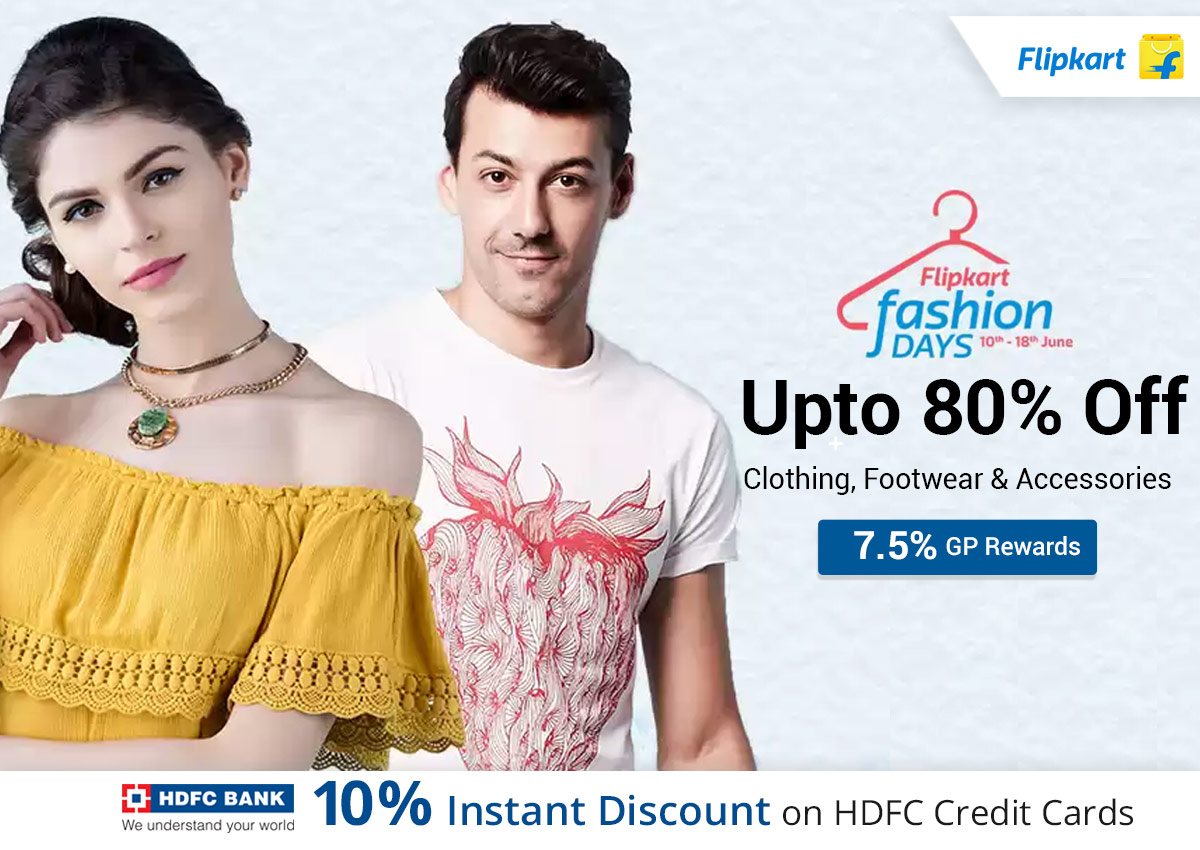 Flipkart
Flipkart
fashion
DAYS 10th - 18th June
Upto 80% Off
Clothing, Footwear & Accessories
7.5% GP Rewards
HDFC BANK
We understand your world
10% Instant Discount on HDFC Credit Cards